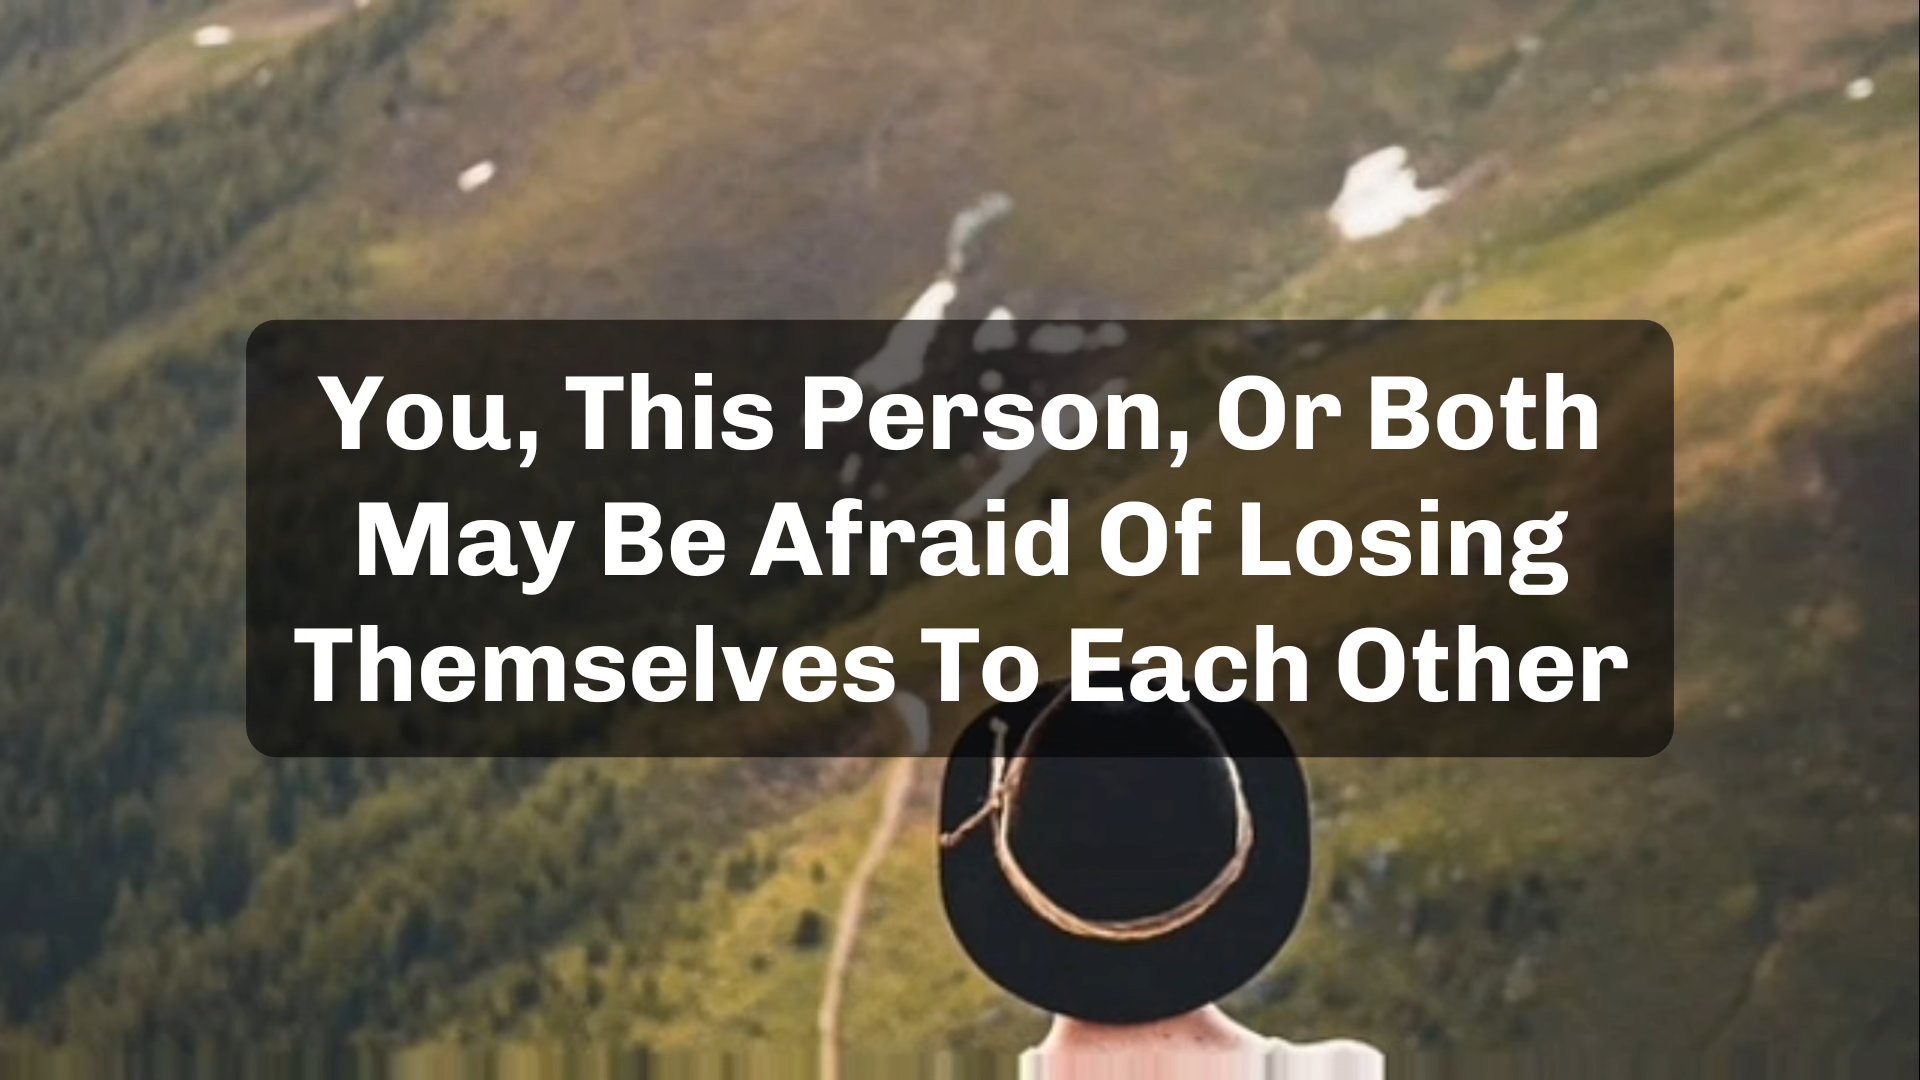 You, This Person, Or Both
May Be Afraid Of Losing
Themselves To Each Other